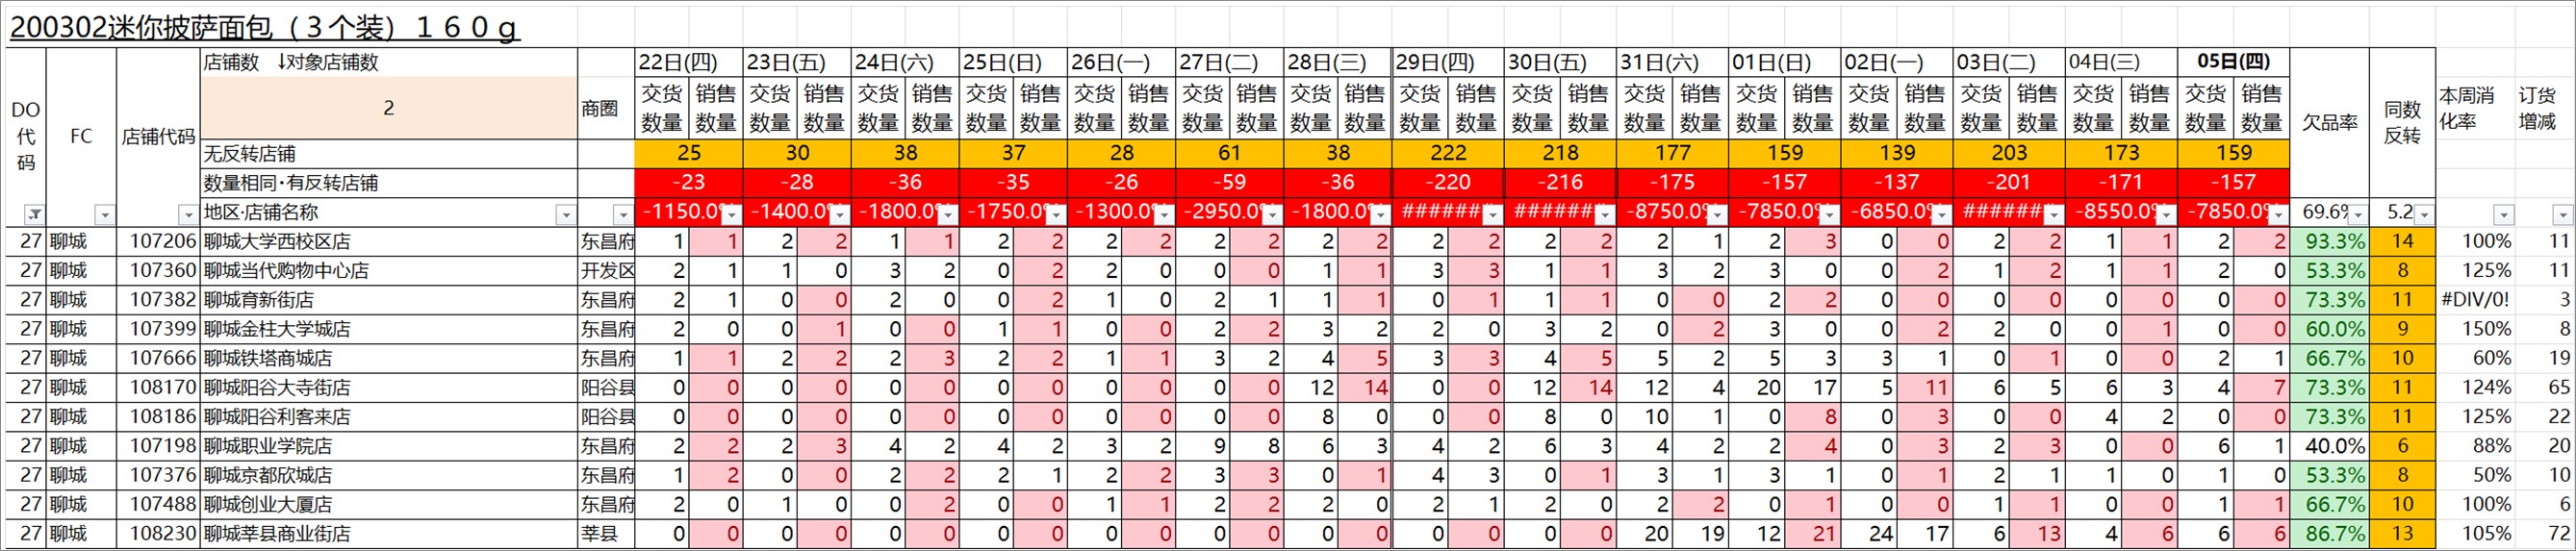 200302迷你披萨面包（３个装）１６０ｇ
店铺数 ↓对象店铺数 22日(四) 23日(五) 24日(六) 25日(日) 26日(一) 27日(二) 28日(三) 29日(四) 30日(五) 31日(六) 01日(日) 02日(一) 03日(二) 04日(三) 05日(四)
DO代码 FC 店铺代码 2 商圈 交货数量 销售数量 交货数量 销售数量 交货数量 销售数量 交货数量 销售数量 交货数量 销售数量 交货数量 销售数量 交货数量 销售数量 交货数量 销售数量 交货数量 销售数量 交货数量 销售数量 交货数量 销售数量 交货数量 销售数量 交货数量 销售数量 交货数量 销售数量 交货数量 销售数量 欠品率 同数反转 本周消化率 订货增减
无反转店铺 25 30 38 37 28 61 38 222 218 177 159 139 203 173 159
数量相同·有反转店铺 -23 -28 -36 -35 -26 -59 -36 -220 -216 -175 -157 -137 -201 -171 -157
地区·店铺名称 -1150.0% -1400.0% -1800.0% -1750.0% -1300.0% -2950.0% -1800.0% ###### ###### -8750.0% -7850.0% -6850.0% ###### -8550.0% -7850.0% 69.6% 5.2
27 聊城 107206 聊城大学西校区店 东昌府 1 1 2 2 1 1 2 2 2 2 2 2 2 2 2 2 2 2 2 1 2 3 0 0 2 2 1 1 2 2 93.3% 14 100% 11
27 聊城 107360 聊城当代购物中心店 开发区 2 1 1 0 3 2 0 2 2 0 0 0 1 1 3 3 1 1 3 2 3 0 0 2 1 2 1 1 2 0 53.3% 8 125% 11
27 聊城 107382 聊城育新街店 东昌府 2 1 0 0 2 0 0 2 1 0 2 1 1 1 0 1 1 1 0 0 2 2 0 0 0 0 0 0 0 0 73.3% 11 #DIV/0! 3
27 聊城 107399 聊城金柱大学城店 东昌府 2 0 0 1 0 0 1 1 0 0 2 2 3 2 2 0 3 2 0 2 3 0 0 2 2 0 0 1 0 0 60.0% 9 150% 8
27 聊城 107666 聊城铁塔商城店 东昌府 1 1 2 2 2 3 2 2 1 1 3 2 4 5 3 3 4 5 5 2 5 3 3 1 0 1 0 0 2 1 66.7% 10 60% 19
27 聊城 108170 聊城阳谷大寺街店 阳谷县 0 0 0 0 0 0 0 0 0 0 0 0 12 14 0 0 12 14 12 4 20 17 5 11 6 5 6 3 4 7 73.3% 11 124% 65
27 聊城 108186 聊城阳谷利客来店 阳谷县 0 0 0 0 0 0 0 0 0 0 0 0 8 0 0 0 8 0 10 1 0 8 0 3 0 0 4 2 0 0 73.3% 11 125% 22
27 聊城 107198 聊城职业学院店 东昌府 2 2 2 3 4 2 4 2 3 2 9 8 6 3 4 2 6 3 4 2 2 4 0 3 2 3 0 0 6 1 40.0% 6 88% 20
27 聊城 107376 聊城京都欣城店 东昌府 1 2 0 0 2 2 2 1 2 2 3 3 0 1 4 3 0 1 3 1 3 1 0 1 2 1 1 0 1 0 53.3% 8 50% 10
27 聊城 107488 聊城创业大厦店 东昌府 2 0 1 0 0 2 0 0 1 1 2 2 2 0 2 1 2 0 2 2 0 1 0 0 1 1 0 0 1 1 66.7% 10 100% 6
27 聊城 108230 聊城莘县商业街店 莘县 0 0 0 0 0 0 0 0 0 0 0 0 0 0 0 0 0 0 20 19 12 21 24 17 6 13 4 6 6 6 86.7% 13 105% 72